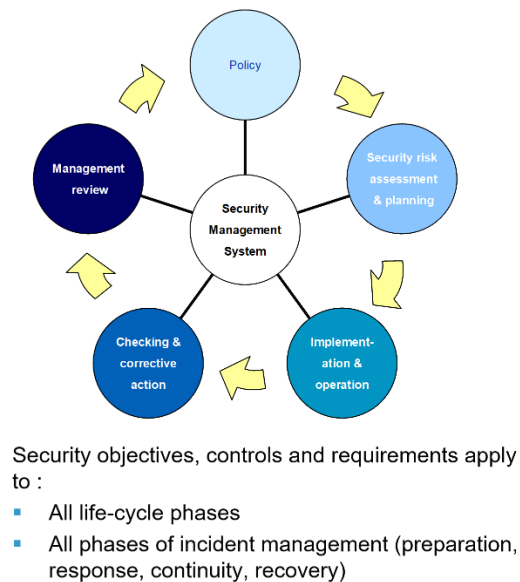 Policy
Security risk
assessment
& planning
Management
review
Security
Management
System
Checking &
corrective
action
Implement-
ation &
operation
Security objectives, controls and requirements apply
to :
▪ All life-cycle phases
▪ All phases of incident management (preparation,
response, continuity, recovery)